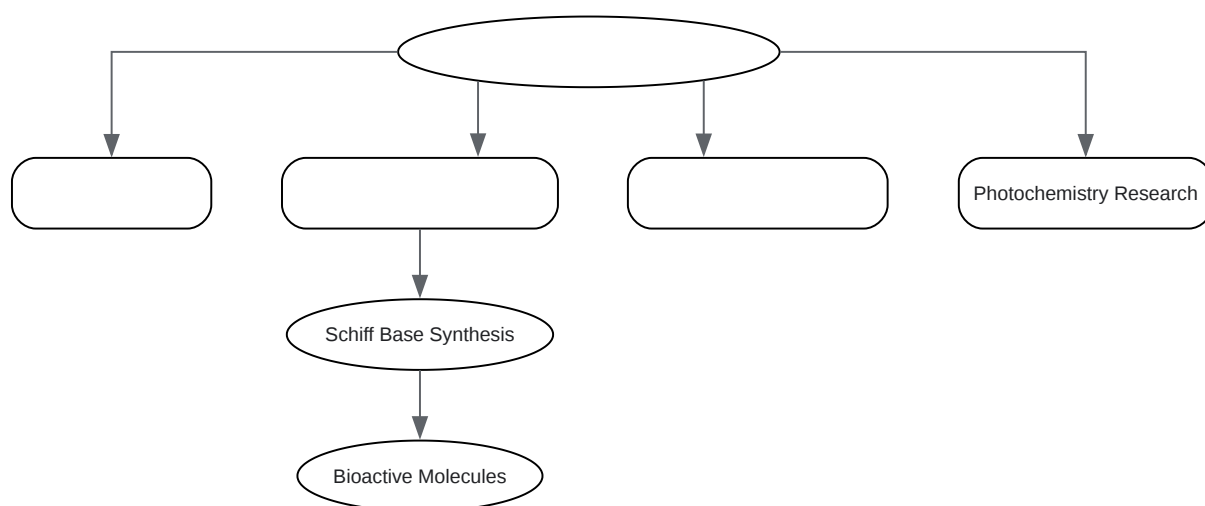 Photochemistry Research
Schiff Base Synthesis
Bioactive Molecules